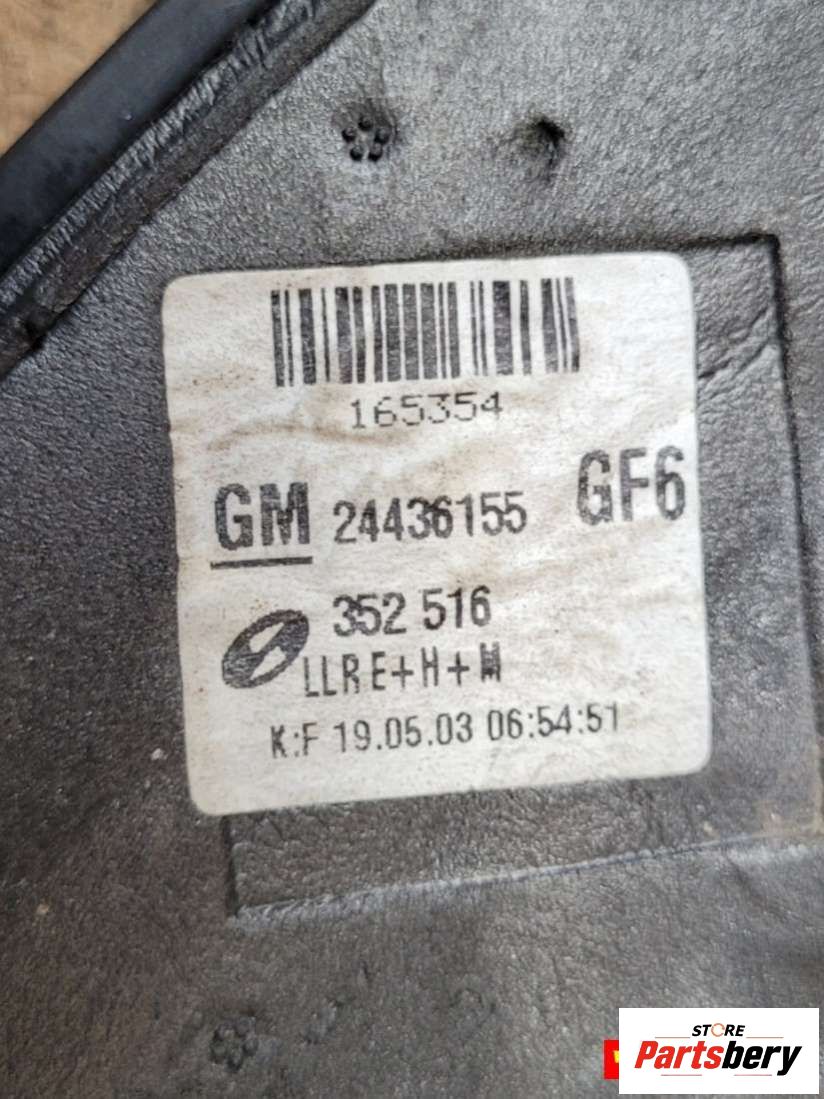 165354
GM 24436155 GF6
352 516
LLR E+H+M
K:F 19.05.03 06:54:51
STORE
Partsbery